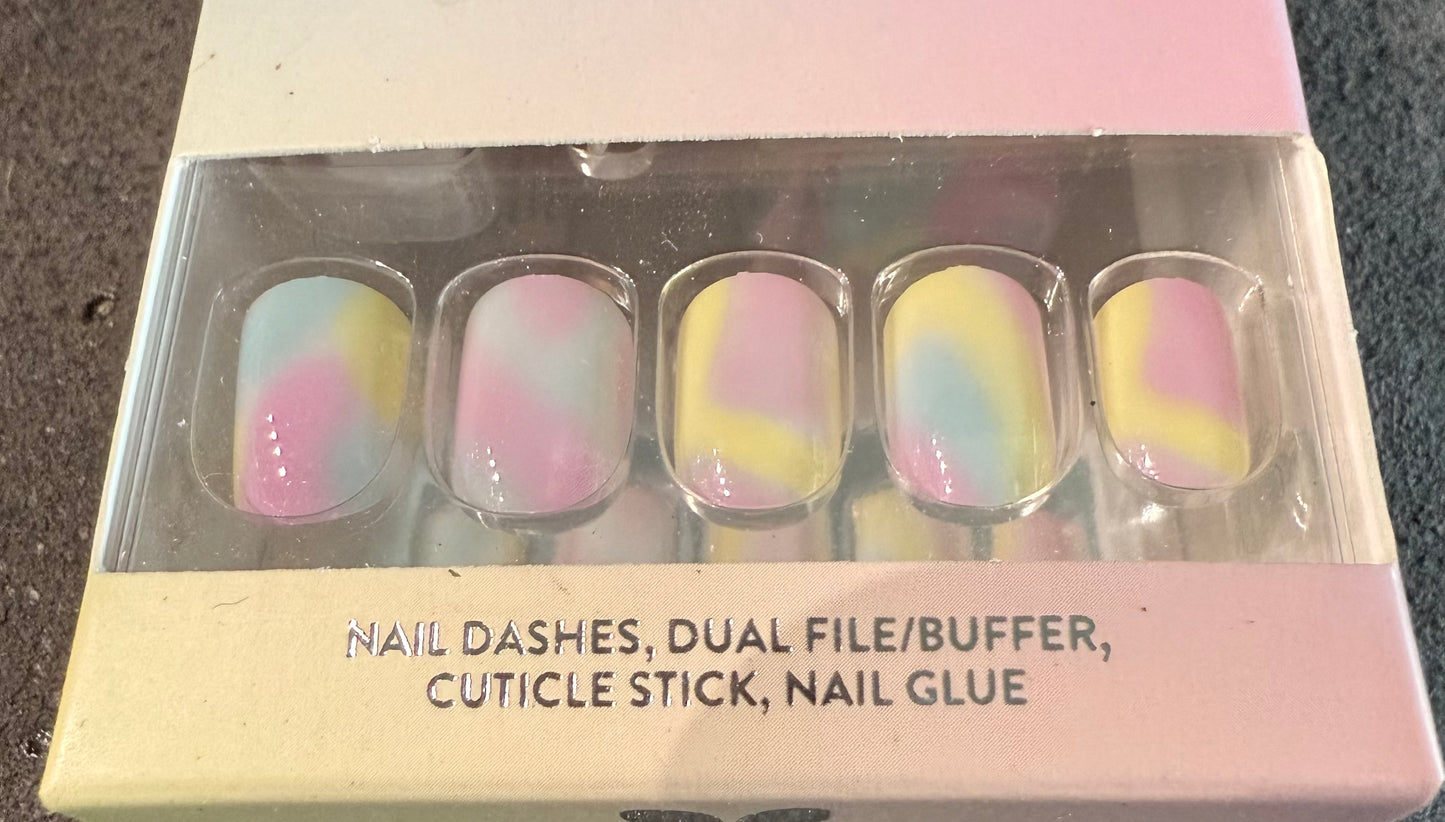 NAIL DASHES, DUAL FILE/BUFFER,
CUTICLE STICK, NAIL GLUE